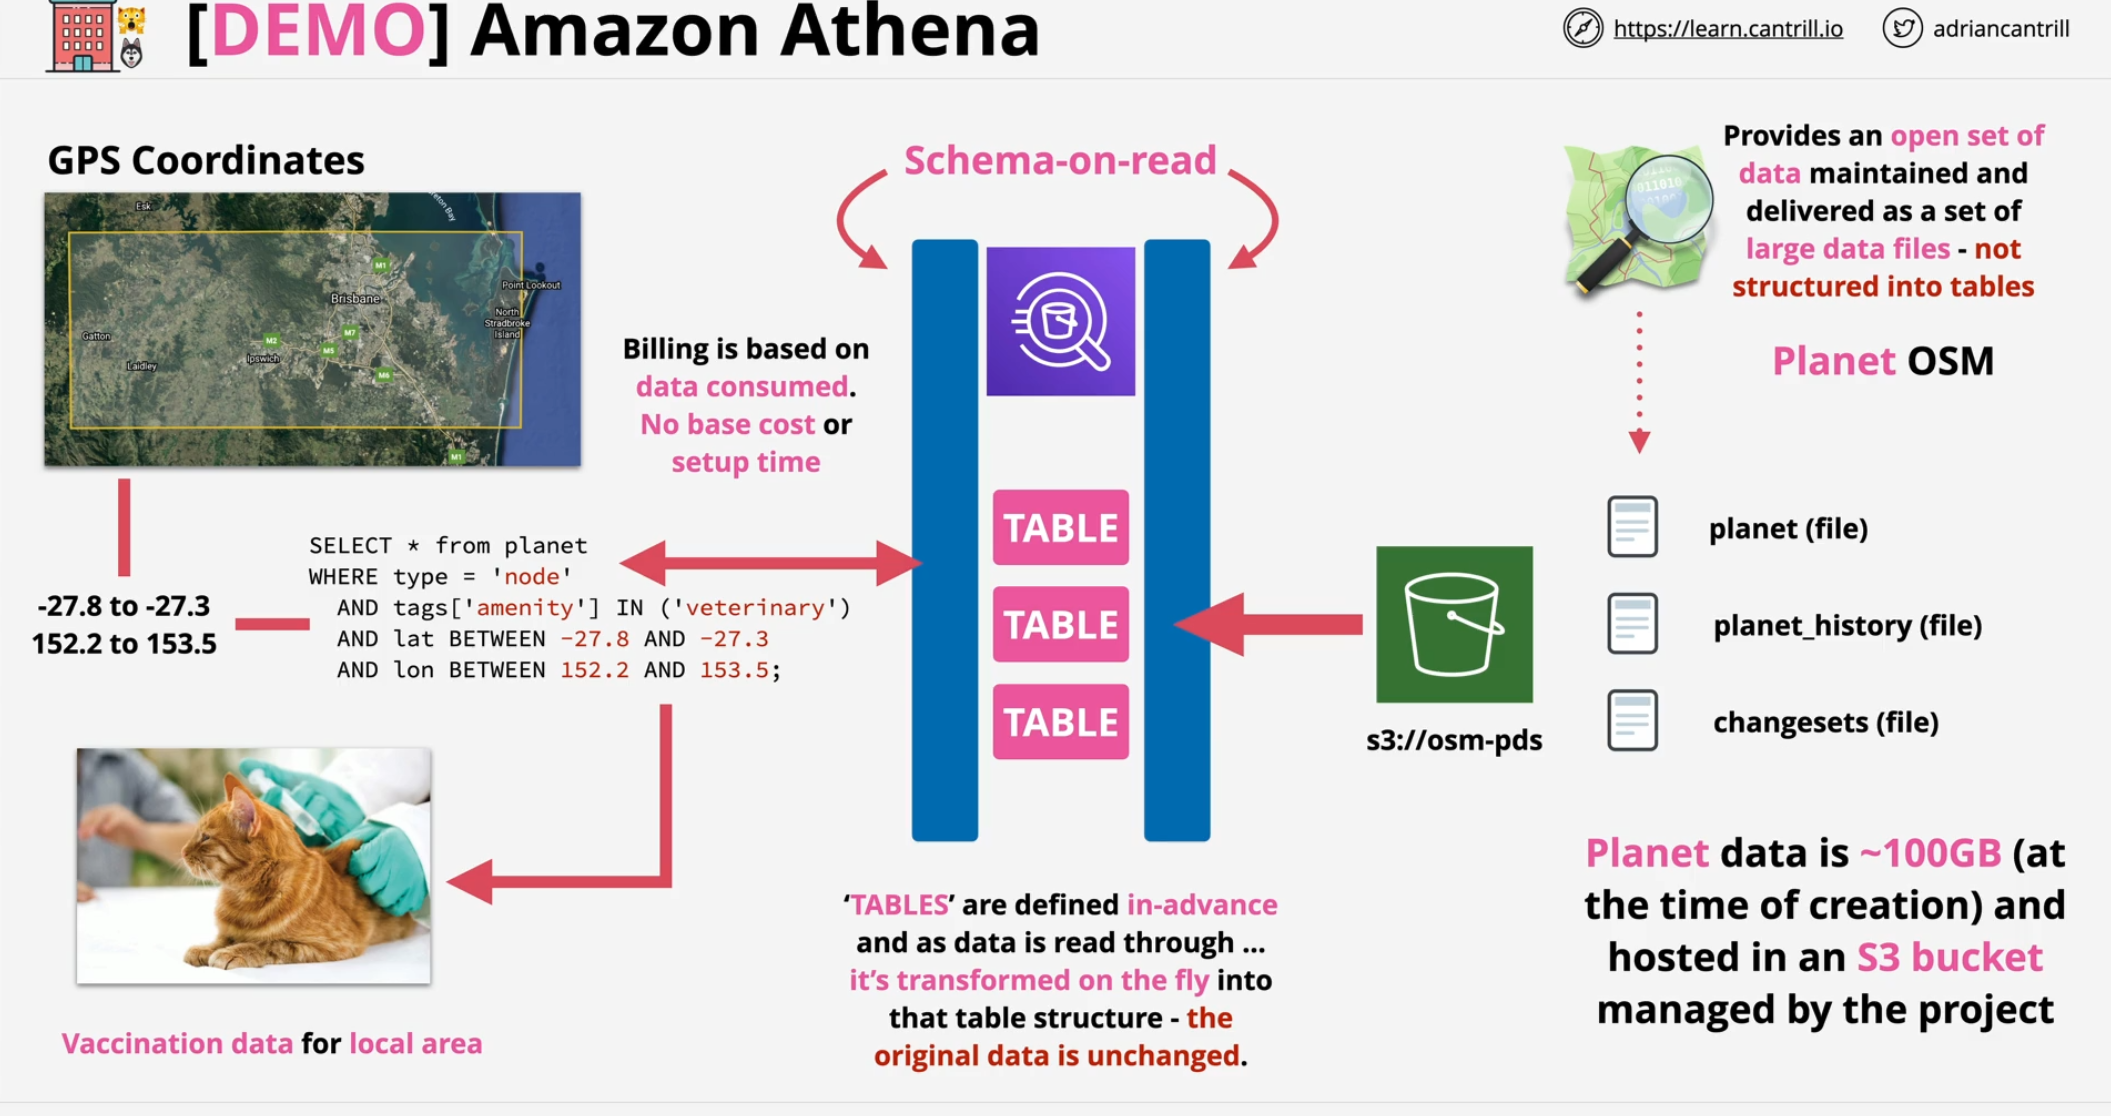 [DEMO] Amazon Athena
https://learn.cantrill.io
adriancantrill
GPS Coordinates
Esk
M1
Brisbane
Point Lookout
North
Stradbroke
Island
Gatton
M2
M7
M5
Ipswich
Laidley
M6
M1
-27.8 to -27.3
152.2 to 153.5
Billing is based on
data consumed.
No base cost or
setup time
SELECT * from planet
WHERE type = 'node'
AND tags['amenity'] IN ('veterinary')
AND lat BETWEEN -27.8 AND -27.3
AND lon BETWEEN 152.2 AND 153.5;
Vaccination data for local area
Schema-on-read
TABLE
TABLE
TABLE
‘TABLES’ are defined in-advance
and as data is read through ...
it’s transformed on the fly into
that table structure - the
original data is unchanged.
s3://osm-pds
Provides an open set of
data maintained and
delivered as a set of
large data files - not
structured into tables
Planet OSM
planet (file)
planet_history (file)
changesets (file)
Planet data is ~100GB (at
the time of creation) and
hosted in an S3 bucket
managed by the project